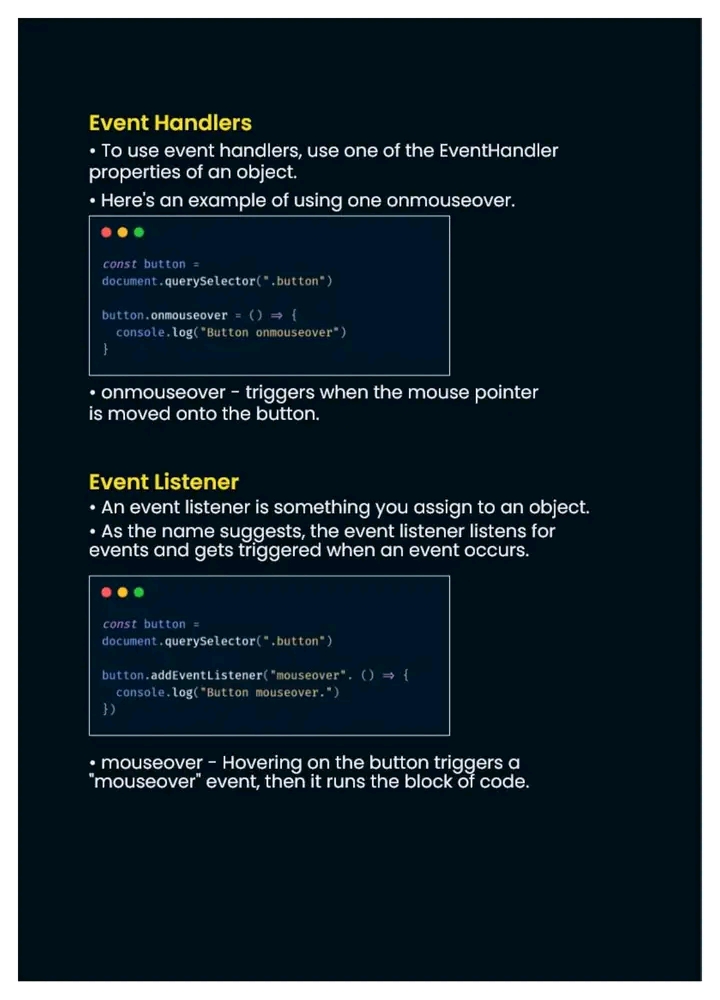 Event Handlers
• To use event handlers, use one of the EventHandler
properties of an object.
• Here's an example of using one onmouseover.
const button =
document.querySelector(".button")
button.onmouseover = () => {
console.log("Button onmouseover")
}
• onmouseover - triggers when the mouse pointer
is moved onto the button.
Event Listener
• An event listener is something you assign to an object.
• As the name suggests, the event listener listens for
events and gets triggered when an event occurs.
const button =
document.querySelector(".button")
button.addEventListener("mouseover". () => {
console.log("Button mouseover.")
})
• mouseover - Hovering on the button triggers a
"mouseover" event, then it runs the block of code.